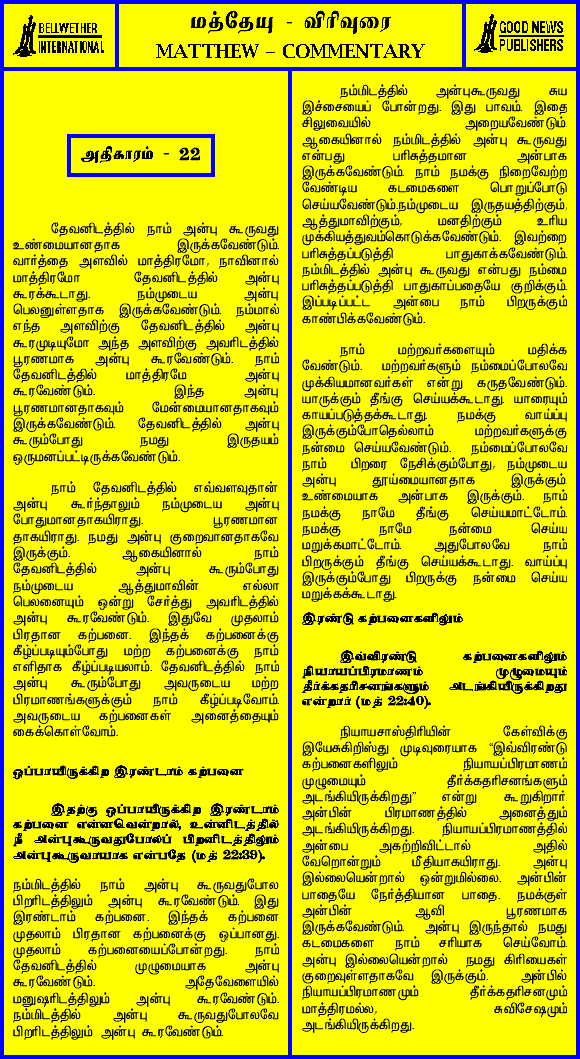 BELLWETHER
INTERNATIONAL
மத்தேயு - விரிவுரை
MATTHEW – COMMENTARY
GOOD NEWS
PUBLISHERS
அதிகாரம் - 22
தேவனிடத்தில் நாம் அன்பு கூருவது
உண்மையானதாக இருக்கவேண்டும்.
வார்த்தை அளவில் மாத்திரமோ, நாவினால்
மாத்திரமோ தேவனிடத்தில் அன்பு
கூரக்கூடாது. நம்முடைய அன்பு
பெலனுள்ளதாக இருக்கவேண்டும். நம்மால்
எந்த அளவிற்கு தேவனிடத்தில் அன்பு
கூரமுடியுமோ அந்த அளவிற்கு அவரிடத்தில்
பூரணமாக அன்பு கூரவேண்டும். நாம்
தேவனிடத்தில் மாத்திரமே அன்பு
கூரவேண்டும். இந்த அன்பு
பூரணமானதாகவும் மேன்மையானதாகவும்
இருக்கவேண்டும். தேவனிடத்தில் அன்பு
கூரும்போது நமது இருதயம்
ஒருமனப்பட்டிருக்கவேண்டும்.
நாம் தேவனிடத்தில் எவ்வளவுதான்
அன்பு கூர்ந்தாலும் நம்முடைய அன்பு
போதுமானதாகயிராது. பூரணமான
தாகயிராது. நமது அன்பு குறைவானதாகவே
இருக்கும். ஆகையினால் நாம்
தேவனிடத்தில் அன்பு கூரும்போது
நம்முடைய ஆத்துமாவின் எல்லா
பெலனையும் ஒன்று சேர்த்து அவரிடத்தில்
அன்பு கூரவேண்டும். இதுவே முதலாம்
பிரதான கற்பனை. இந்தக் கற்பனைக்கு
கீழ்ப்படியும்போது மற்ற கற்பனைக்கு நாம்
எளிதாக கீழ்ப்படியலாம். தேவனிடத்தில் நாம்
அன்பு கூரும்போது அவருடைய மற்ற
பிரமாணங்களுக்கும் நாம் கீழ்ப்படிவோம்.
அவருடைய கற்பனைகள் அனைத்தையும்
கைக்கொள்வோம்.
ஒப்பாயிருக்கிற இரண்டாம் கற்பனை
இதற்கு ஒப்பாயிருக்கிற இரண்டாம்
கற்பனை என்னவென்றால், உன்னிடத்தில்
நீ அன்புகூருவதுபோலப் பிறனிடத்திலும்
அன்புகூருவாயாக என்பதே (மத் 22:39).
நம்மிடத்தில் நாம் அன்பு கூருவதுபோல
பிறரிடத்திலும் அன்பு கூரவேண்டும். இது
இரண்டாம் கற்பனை. இந்தக் கற்பனை
முதலாம் பிரதான கற்பனைக்கு ஒப்பானது.
முதலாம் கற்பனையைப்போன்றது. நாம்
தேவனிடத்தில் முழுமையாக அன்பு
கூரவேண்டும். அதேவேளையில்
மனுஷரிடத்திலும் அன்பு கூரவேண்டும்.
நம்மிடத்தில் அன்பு கூருவதுபோலவே
பிறரிடத்திலும் அன்பு கூரவேண்டும்.
நம்மிடத்தில் அன்புகூருவது சுய
இச்சையைப் போன்றது. இது பாவம். இதை
சிலுவையில் அறையவேண்டும்.
ஆகையினால் நம்மிடத்தில் அன்பு கூருவது
என்பது பரிசுத்தமான அன்பாக
இருக்கவேண்டும். நாம் நமக்கு நிறைவேற்ற
வேண்டிய கடமைகளை பொறுப்போடு
செய்யவேண்டும்.நம்முடைய இருதயத்திற்கும்,
ஆத்துமாவிற்கும், மனதிற்கும் உரிய
முக்கியத்துவம்கொடுக்கவேண்டும். இவற்றை
பரிசுத்தப்படுத்தி பாதுகாக்கவேண்டும்.
நம்மிடத்தில் அன்பு கூருவது என்பது நம்மை
பரிசுத்தப்படுத்தி பாதுகாப்பதையே குறிக்கும்.
இப்படிப்பட்ட அன்பை நாம் பிறருக்கும்
காண்பிக்கவேண்டும்.
நாம் மற்றவர்களையும் மதிக்க
வேண்டும். மற்றவர்களும் நம்மைப்போலவே
முக்கியமானவர்கள் என்று கருதவேண்டும்.
யாருக்கும் தீங்கு செய்யக்கூடாது. யாரையும்
காயப்படுத்தக்கூடாது. நமக்கு வாய்ப்பு
இருக்கும்போதெல்லாம் மற்றவர்களுக்கு
நன்மை செய்யவேண்டும். நம்மைப்போலவே
நாம் பிறரை நேசிக்கும்போது, நம்முடைய
அன்பு தூய்மையானதாக இருக்கும்.
உண்மையாக அன்பாக இருக்கும். நாம்
நமக்கு நாமே தீங்கு செய்யமாட்டோம்.
நமக்கு நாமே நன்மை செய்ய
மறுக்கமாட்டோம். அதுபோலவே நாம்
பிறருக்கும் தீங்கு செய்யக்கூடாது. வாய்ப்பு
இருக்கும்போது பிறருக்கு நன்மை செய்ய
மறுக்கக்கூடாது.
இரண்டு கற்பனைகளிலும்
இவ்விரண்டு கற்பனைகளிலும்
நியாயப்பிரமாணம் முழுமையும்
தீர்க்கதரிசனங்களும் அடங்கியிருக்கிறது
என்றார் (மத் 22:40).
நியாயசாஸ்திரியின் கேள்விக்கு
இயேசுகிறிஸ்து முடிவுரையாக "இவ்விரண்டு
கற்பனைகளிலும் நியாயப்பிரமாணம்
முழுமையும் தீர்க்கதரிசனங்களும்
அடங்கியிருக்கிறது" என்று கூறுகிறார்.
அன்பின் பிரமாணத்தில் அனைத்தும்
அடங்கியிருக்கிறது. நியாயப்பிரமாணத்தில்
அன்பை அகற்றிவிட்டால் அதில்
வேறொன்றும் மீதியாகயிராது. அன்பு
இல்லையென்றால் ஒன்றுமில்லை. அன்பின்
பாதையே நேர்த்தியான பாதை. நமக்குள்
அன்பின் ஆவி பூரணமாக
இருக்கவேண்டும். அன்பு இருந்தால் நமது
கடமைகளை நாம் சரியாக செய்வோம்.
அன்பு இல்லையென்றால் நமது கிரியைகள்
குறைவுள்ளதாகவே இருக்கும். அன்பில்
நியாயப்பிரமாணமும் தீர்க்கதரிசனமும்
மாத்திரமல்ல, சுவிசேஷமும்
அடங்கியிருக்கிறது.